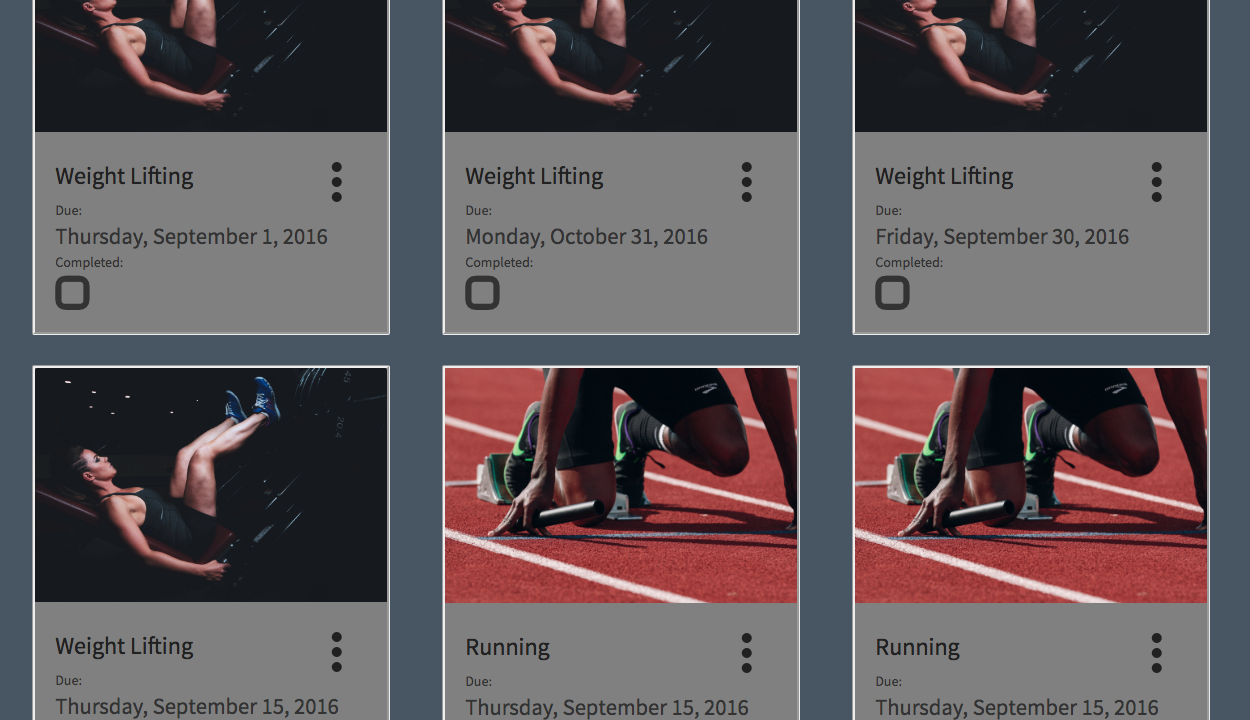 Weight Lifting
Due:
Thursday, September 1, 2016
Completed:
Weight Lifting
Due:
Monday, October 31, 2016
Completed:
Weight Lifting
Due:
Friday, September 30, 2016
Completed:
Weight Lifting
Due:
Thursday, September 15, 2016
Running
Due:
Thursday, September 15, 2016
Running
Due:
Thursday, September 15, 2016